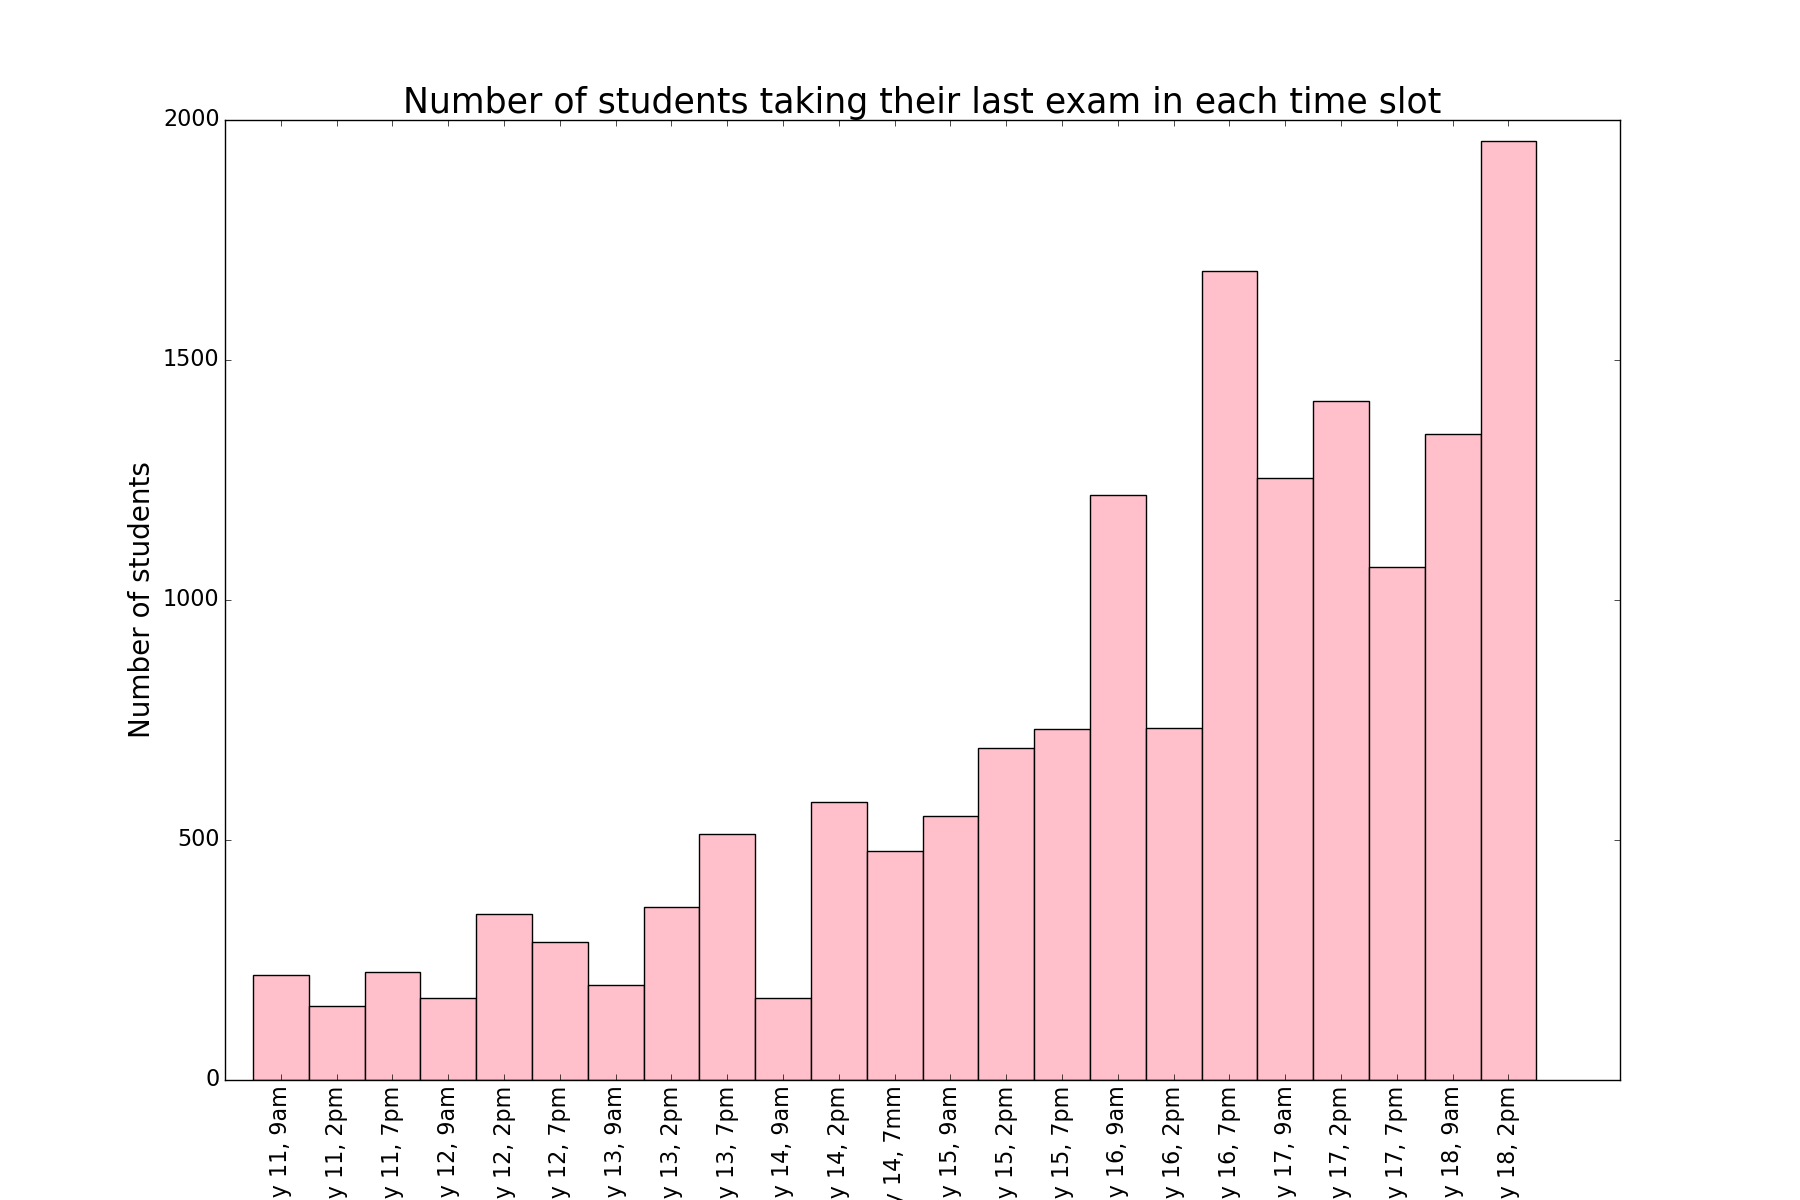 Number of students taking their last exam in each time slot
Number of students
2000
1500
1000
500
0
y 11, 9am
y 11, 2pm
y 11, 7pm
y 12, 9am
y 12, 2pm
y 12, 7pm
y 13, 9am
y 13, 2pm
y 13, 7pm
y 14, 9am
y 14, 2pm
y 14, 7mm
y 15, 9am
y 15, 2pm
y 15, 7pm
y 16, 9am
y 16, 2pm
y 16, 7pm
y 17, 9am
y 17, 2pm
y 17, 7pm
y 18, 9am
y 18, 2pm